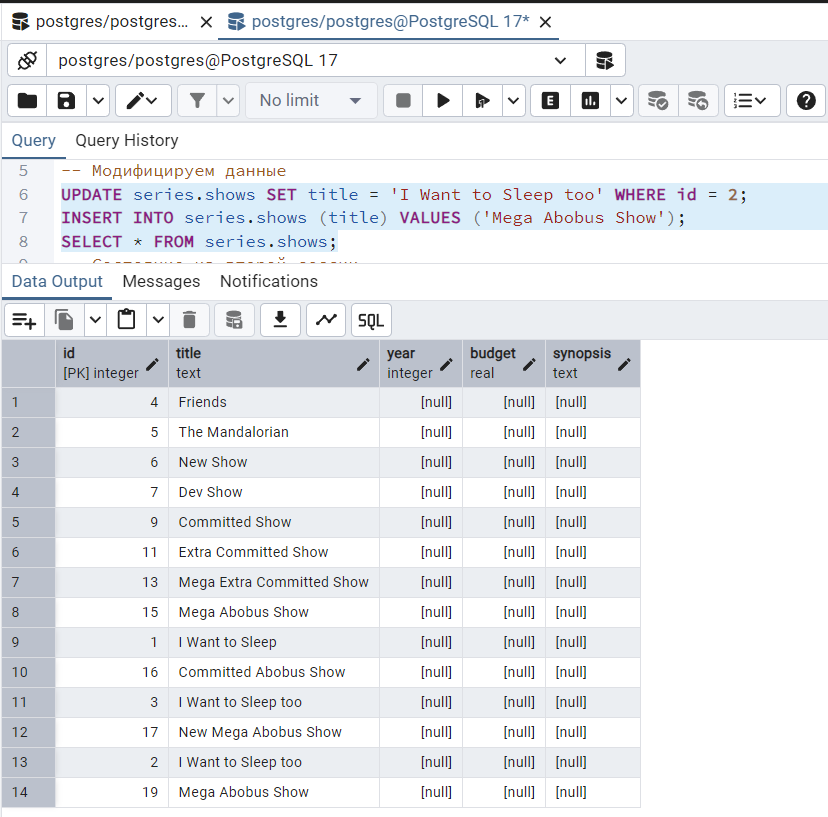 postgres/postgres... postgres/postgres@PostgreSQL 17*
postgres/postgres@PostgreSQL 17
No limit
Query Query History
5 -- Модифицируем данные
6 UPDATE series.shows SET title = 'I Want to Sleep too' WHERE id = 2;
7 INSERT INTO series.shows (title) VALUES ('Mega Abobus Show');
8 SELECT * FROM series.shows;
Data Output Messages Notifications
SQL
id title year budget synopsis
[PK] integer text integer real text
1 4 Friends [null] [null] [null]
2 5 The Mandalorian [null] [null] [null]
3 6 New Show [null] [null] [null]
4 7 Dev Show [null] [null] [null]
5 9 Committed Show [null] [null] [null]
6 11 Extra Committed Show [null] [null] [null]
7 13 Mega Extra Committed Show [null] [null] [null]
8 15 Mega Abobus Show [null] [null] [null]
9 1 I Want to Sleep [null] [null] [null]
10 16 Committed Abobus Show [null] [null] [null]
11 3 I Want to Sleep too [null] [null] [null]
12 17 New Mega Abobus Show [null] [null] [null]
13 2 I Want to Sleep too [null] [null] [null]
14 19 Mega Abobus Show [null] [null] [null]